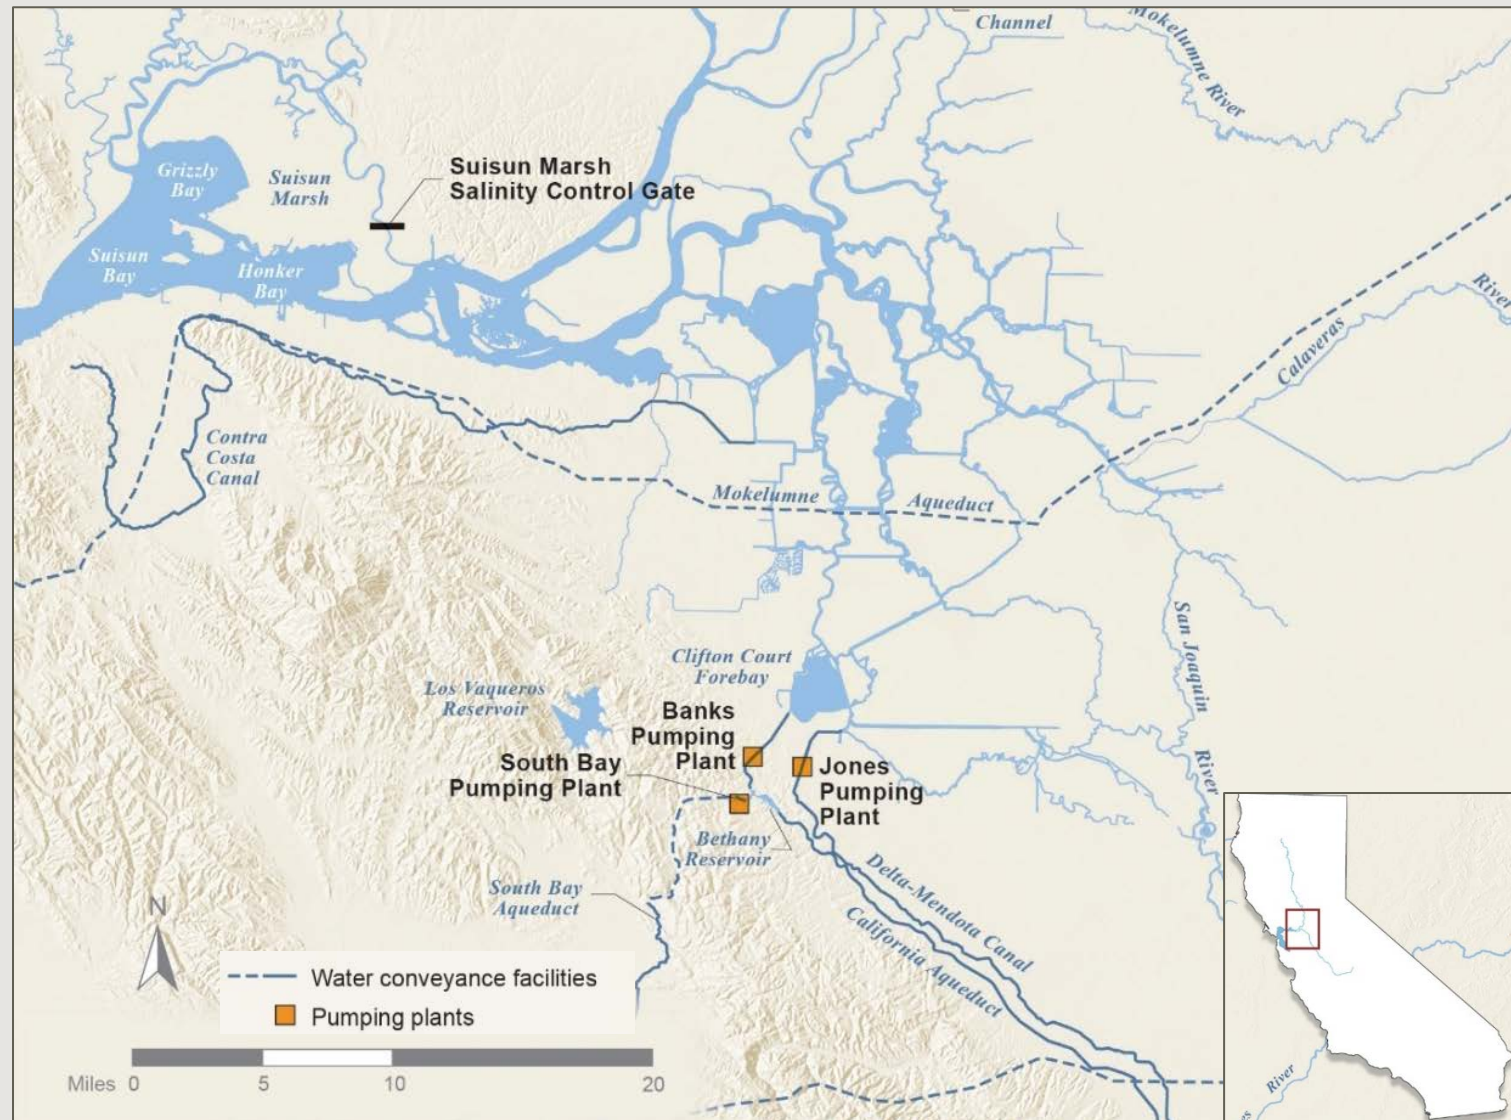 Channel
Mokelumne River
Grizzly
Bay
Suisun
Marsh
Suisun Marsh
Salinity Control Gate
Suisun
Bay
Honker
Bay
River
Calaveras
Contra
Costa
Canal
Mokelumne
Aqueduct
San Joaquin
River
Clifton Court
Forebay
Los Vaqueros
Reservoir
Banks
Pumping
Plant
South Bay
Pumping Plant
Jones
Pumping
Plant
Bethany
Reservoir
South Bay
Aqueduct
Delta-Mendota Canal
California Aqueduct
N
Water conveyance facilities
Pumping plants
Miles 0 5 10 20
River